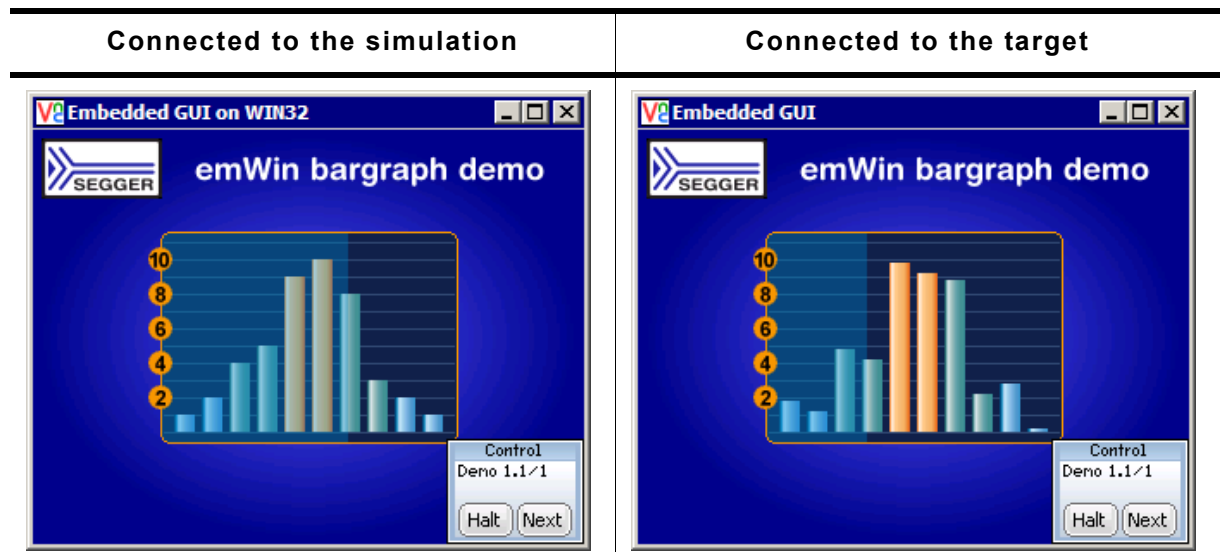 Connected to the simulation
Connected to the target
Embedded GUI on WIN32
SEGGER
emWin bargraph demo
10
8
6
4
2
Control
Demo 1.1/1
Halt Next
Embedded GUI
SEGGER
emWin bargraph demo
10
8
6
4
2
Control
Demo 1.1/1
Halt Next